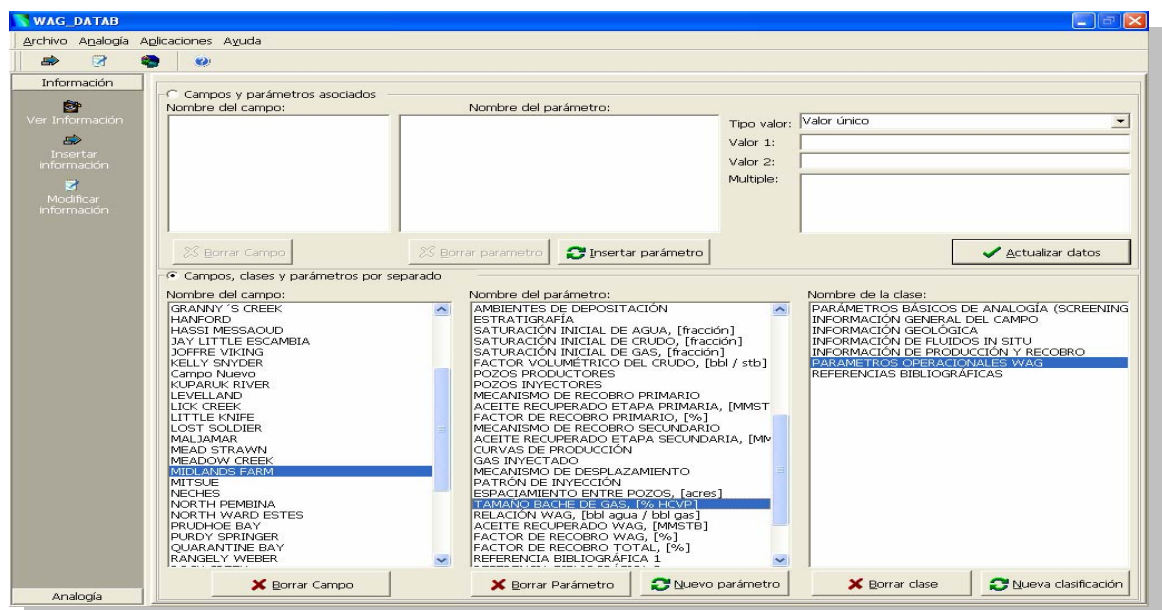 WAG_DATAB
Archivo Analogía Aplicaciones Ayuda
Información
Ver Información
Insertar
información
Modificar
información
Analogía
Campos y parámetros asociados
Nombre del campo:
Nombre del parámetro:
Tipo valor:
Valor único
Valor 1:
Valor 2:
Multiple:
Borrar Campo
Borrar parametro
Insertar parámetro
Actualizar datos
Campos, clases y parámetros por separado
Nombre del campo:
GRANNY´S CREEK
HANFORD
HASSI MESSAOUD
JAY LITTLE ESCAMBIA
JOFFRE VIKING
KELLY SNYDER
Campo Nuevo
KUPARUK RIVER
LEVELLAND
LICK CREEK
LITTLE KNIFE
LOST SOLDIER
MALJAMAR
MEAD STRAWN
MEADOW CREEK
MIDLANDS FARM
MITSUE
NECHES
NORTH PEMBINA
NORTH WARD ESTES
PRUDHOE BAY
PURDY SPRINGER
QUARANTINE BAY
RANGELY WEBER
Borrar Campo
Nombre del parámetro:
AMBIENTES DE DEPOSITACIÓN
ESTRATIGRAFÍA
SATURACIÓN INICIAL DE AGUA, [fracción]
SATURACIÓN INICIAL DE CRUDO, [fracción]
SATURACIÓN INICIAL DE GAS, [fracción]
FACTOR VOLUMÉTRICO DEL CRUDO, [bbl / stb]
POZOS PRODUCTORES
POZOS INYECTORES
MECANISMO DE RECOBRO PRIMARIO
ACEITE RECUPERADO ETAPA PRIMARIA, [MMST
FACTOR DE RECOBRO PRIMARIO, [%]
MECANISMO DE RECOBRO SECUNDARIO
ACEITE RECUPERADO ETAPA SECUNDARIA, [MM
CURVAS DE PRODUCCIÓN
GAS INYECTADO
MECANISMO DE DESPLAZAMIENTO
PATRÓN DE INYECCIÓN
ESPACIAMIENTO ENTRE POZOS, [acres]
TAMAÑO BACHE DE GAS, [% HCVP]
RELACIÓN WAG, [bbl agua / bbl gas]
ACEITE RECUPERADO WAG, [MMSTB]
FACTOR DE RECOBRO WAG, [%]
FACTOR DE RECOBRO TOTAL, [%]
REFERENCIA BIBLIOGRÁFICA 1
Borrar Parámetro
Nuevo parámetro
Nombre de la clase:
PARÁMETROS BÁSICOS DE ANALOGÍA (SCREENING
INFORMACIÓN GENERAL DEL CAMPO
INFORMACIÓN GEOLÓGICA
INFORMACIÓN DE FLUIDOS IN SITU
INFORMACIÓN DE PRODUCCIÓN Y RECOBRO
PARAMETROS OPERACIONALES WAG
REFERENCIAS BIBLIOGRÁFICAS
Borrar clase
Nueva clasificación